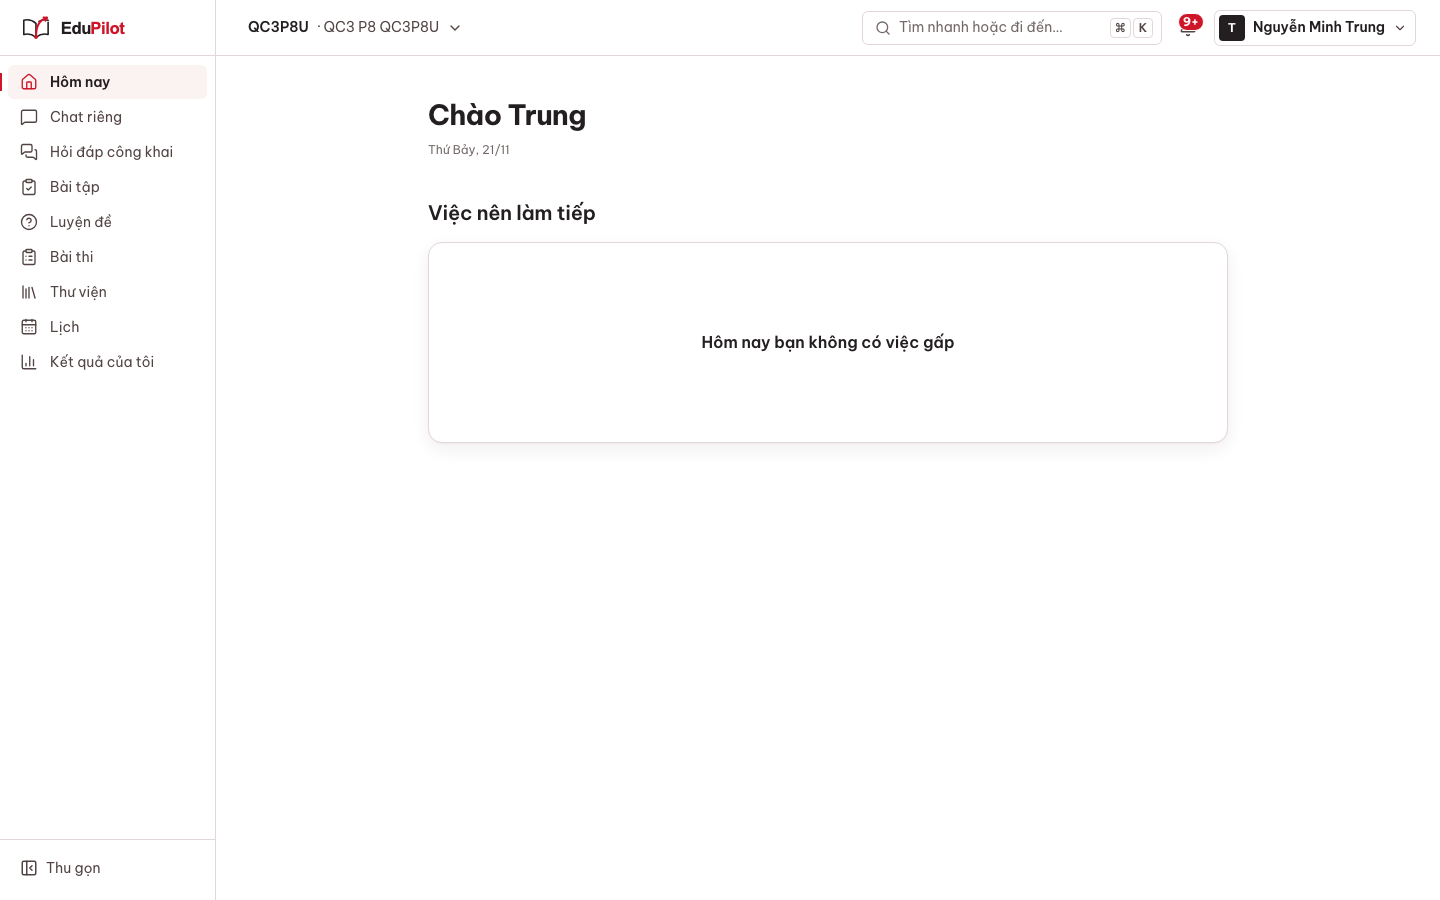 EduPilot
QC3P8U · QC3 P8 QC3P8U
Tìm nhanh hoặc đi đến... ⌘ K
9+
T Nguyễn Minh Trung
Hôm nay
Chat riêng
Hỏi đáp công khai
Bài tập
Luyện đề
Bài thi
Thư viện
Lịch
Kết quả của tôi
Thu gọn
Chào Trung
Thứ Bảy, 21/11
Việc nên làm tiếp
Hôm nay bạn không có việc gấp